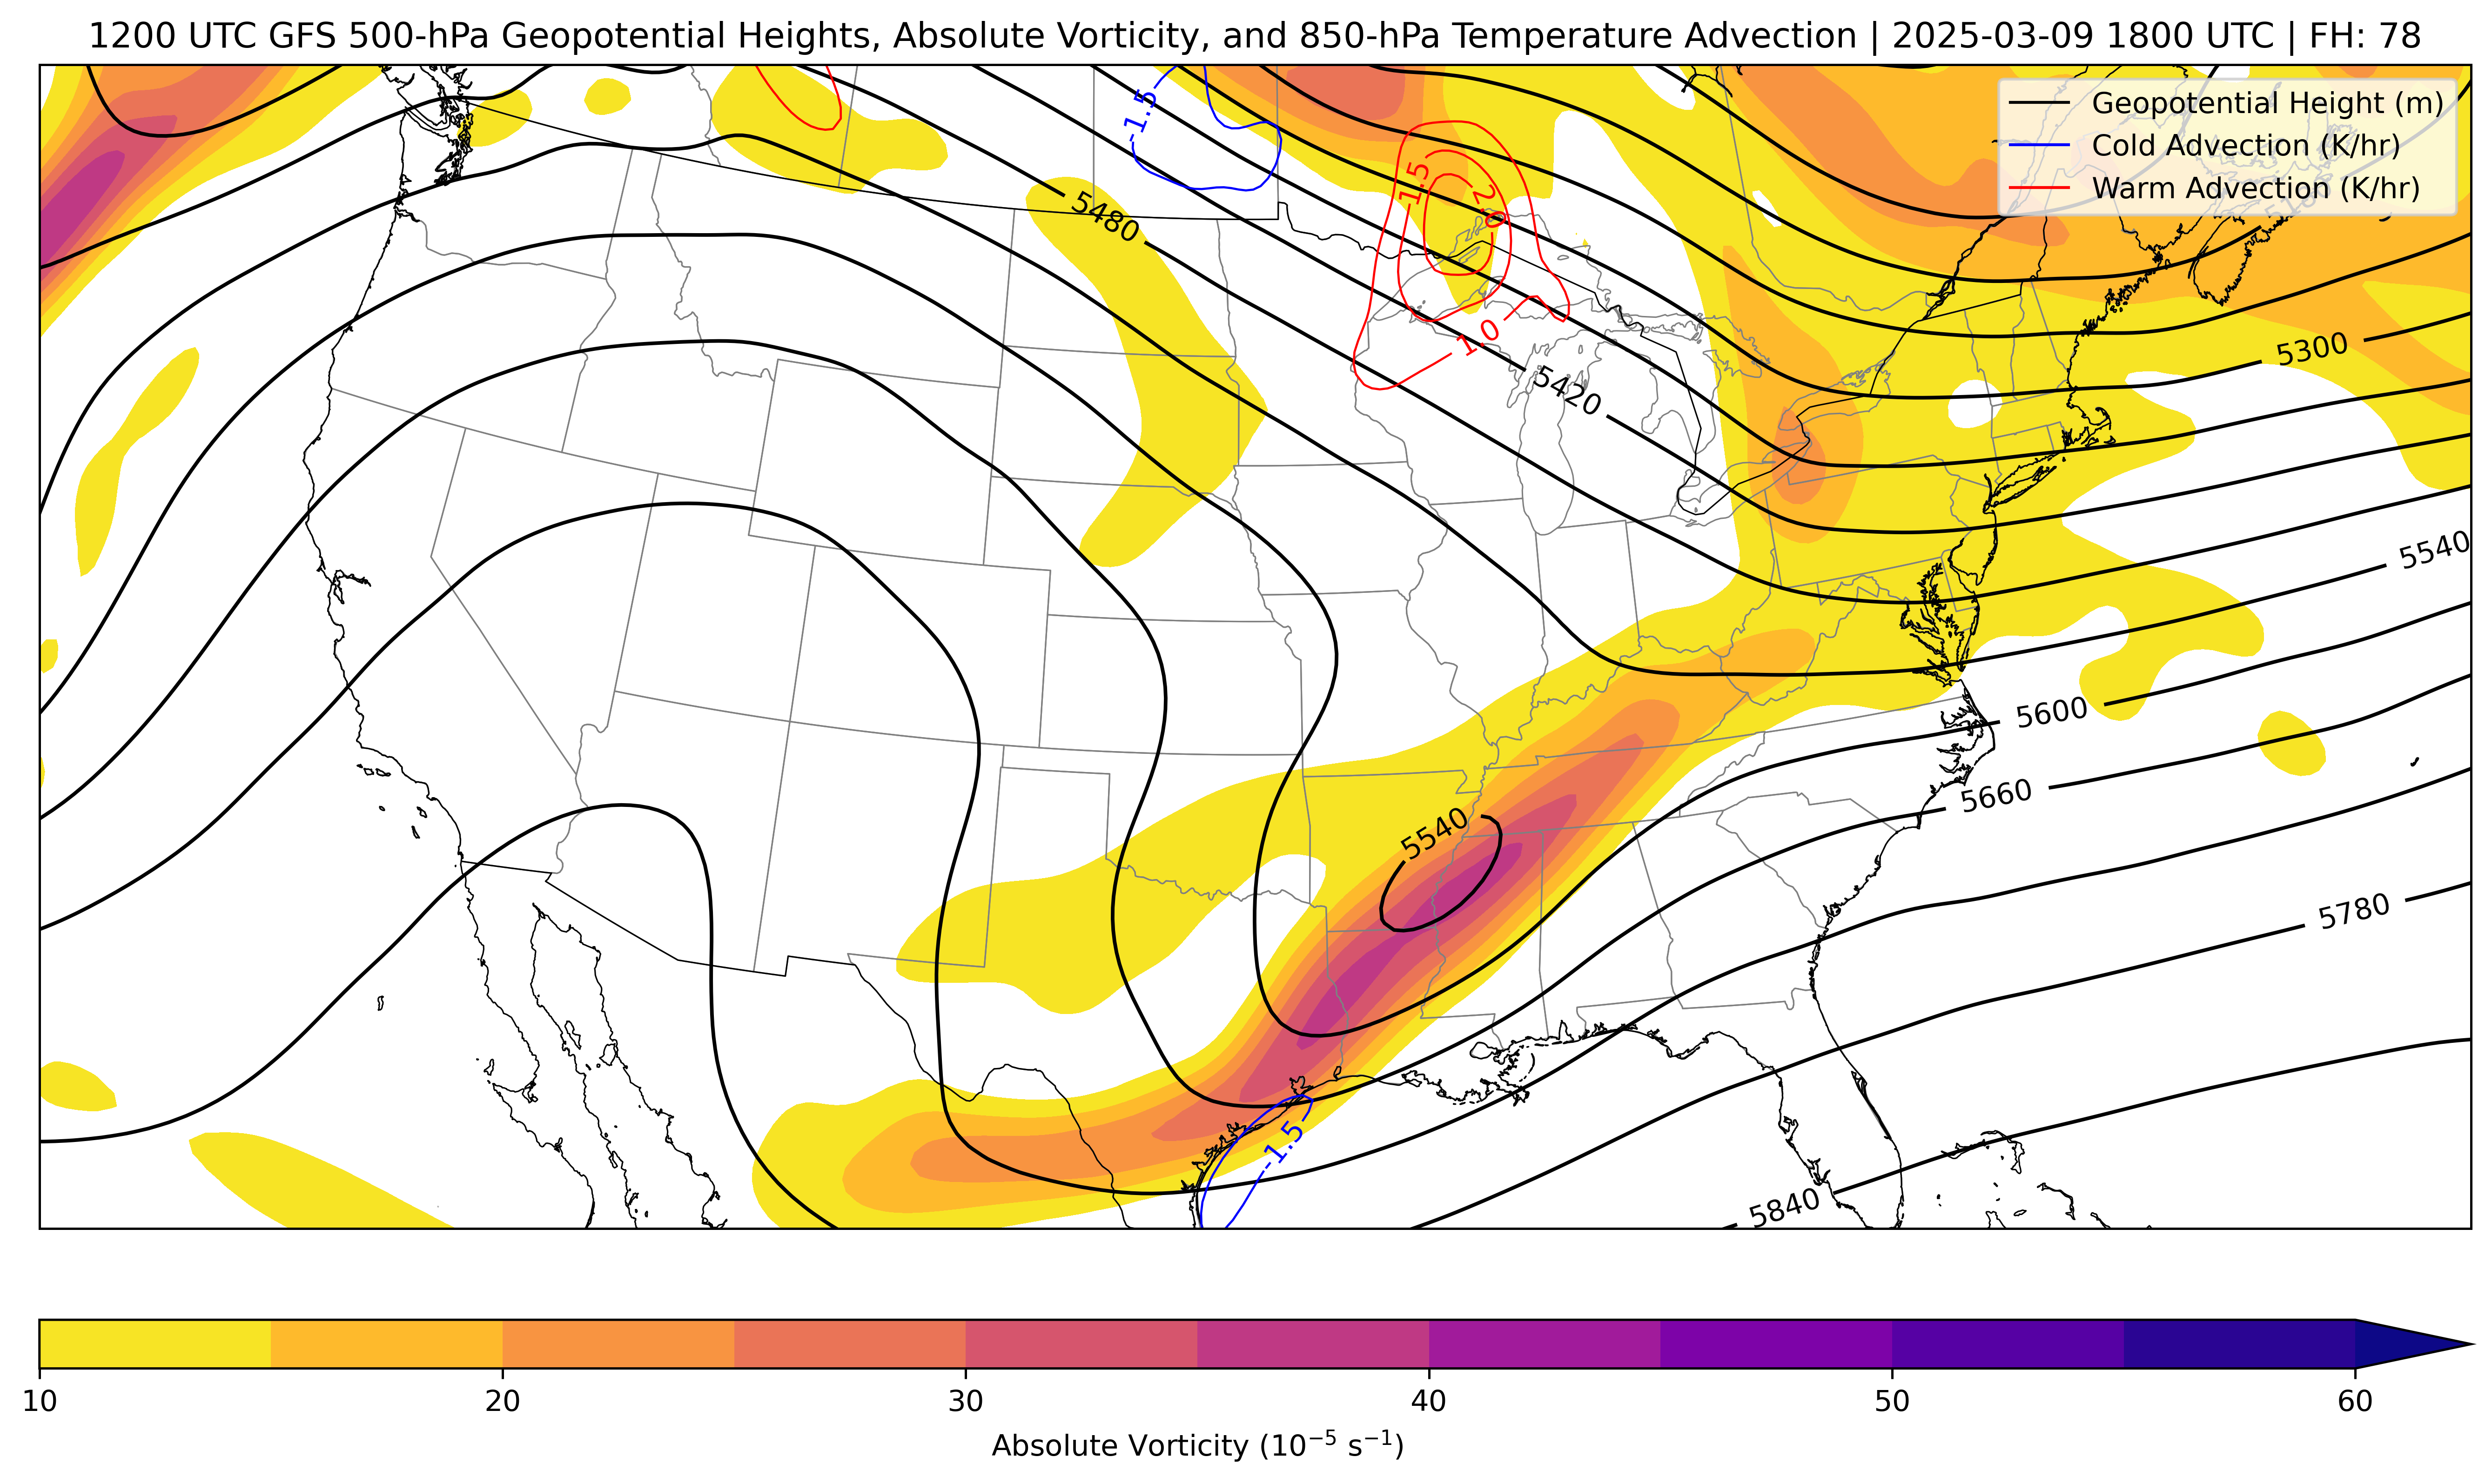 1200 UTC GFS 500-hPa Geopotential Heights, Absolute Vorticity, and 850-hPa Temperature Advection | 2025-03-09 1800 UTC | FH: 78
Geopotential Height (m)
Cold Advection (K/hr)
Warm Advection (K/hr)
-1.5
1.5
2.0
1.0
5480
5420
5300
5540
5600
5660
5540
5780
-1.5
5840
10 20 30 40 50 60
Absolute Vorticity (10⁻⁵ s⁻¹)